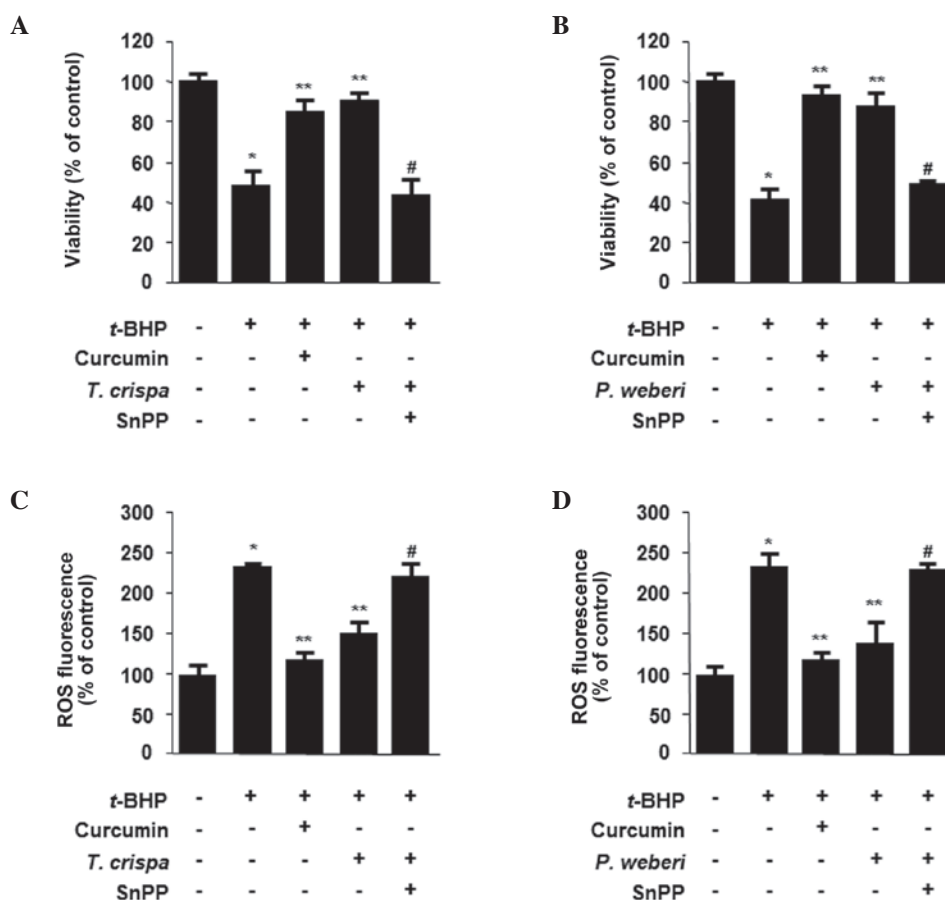 A
Viability (% of control)
120
100
80
60
40
20
0
*
**
**
#
t-BHP - + + + +
Curcumin - - + - -
T. crispa - - - + +
SnPP - - - - +
B
Viability (% of control)
120
100
80
60
40
20
0
*
**
**
#
t-BHP - + + + +
Curcumin - - + - -
P. weberi - - - + +
SnPP - - - - +
C
ROS fluorescence
(% of control)
300
250
200
150
100
50
0
*
**
**
#
t-BHP - + + + +
Curcumin - - + - -
T. crispa - - - + +
SnPP - - - - +
D
ROS fluorescence
(% of control)
300
250
200
150
100
50
0
*
**
**
#
t-BHP - + + + +
Curcumin - - + - -
P. weberi - - - + +
SnPP - - - - +